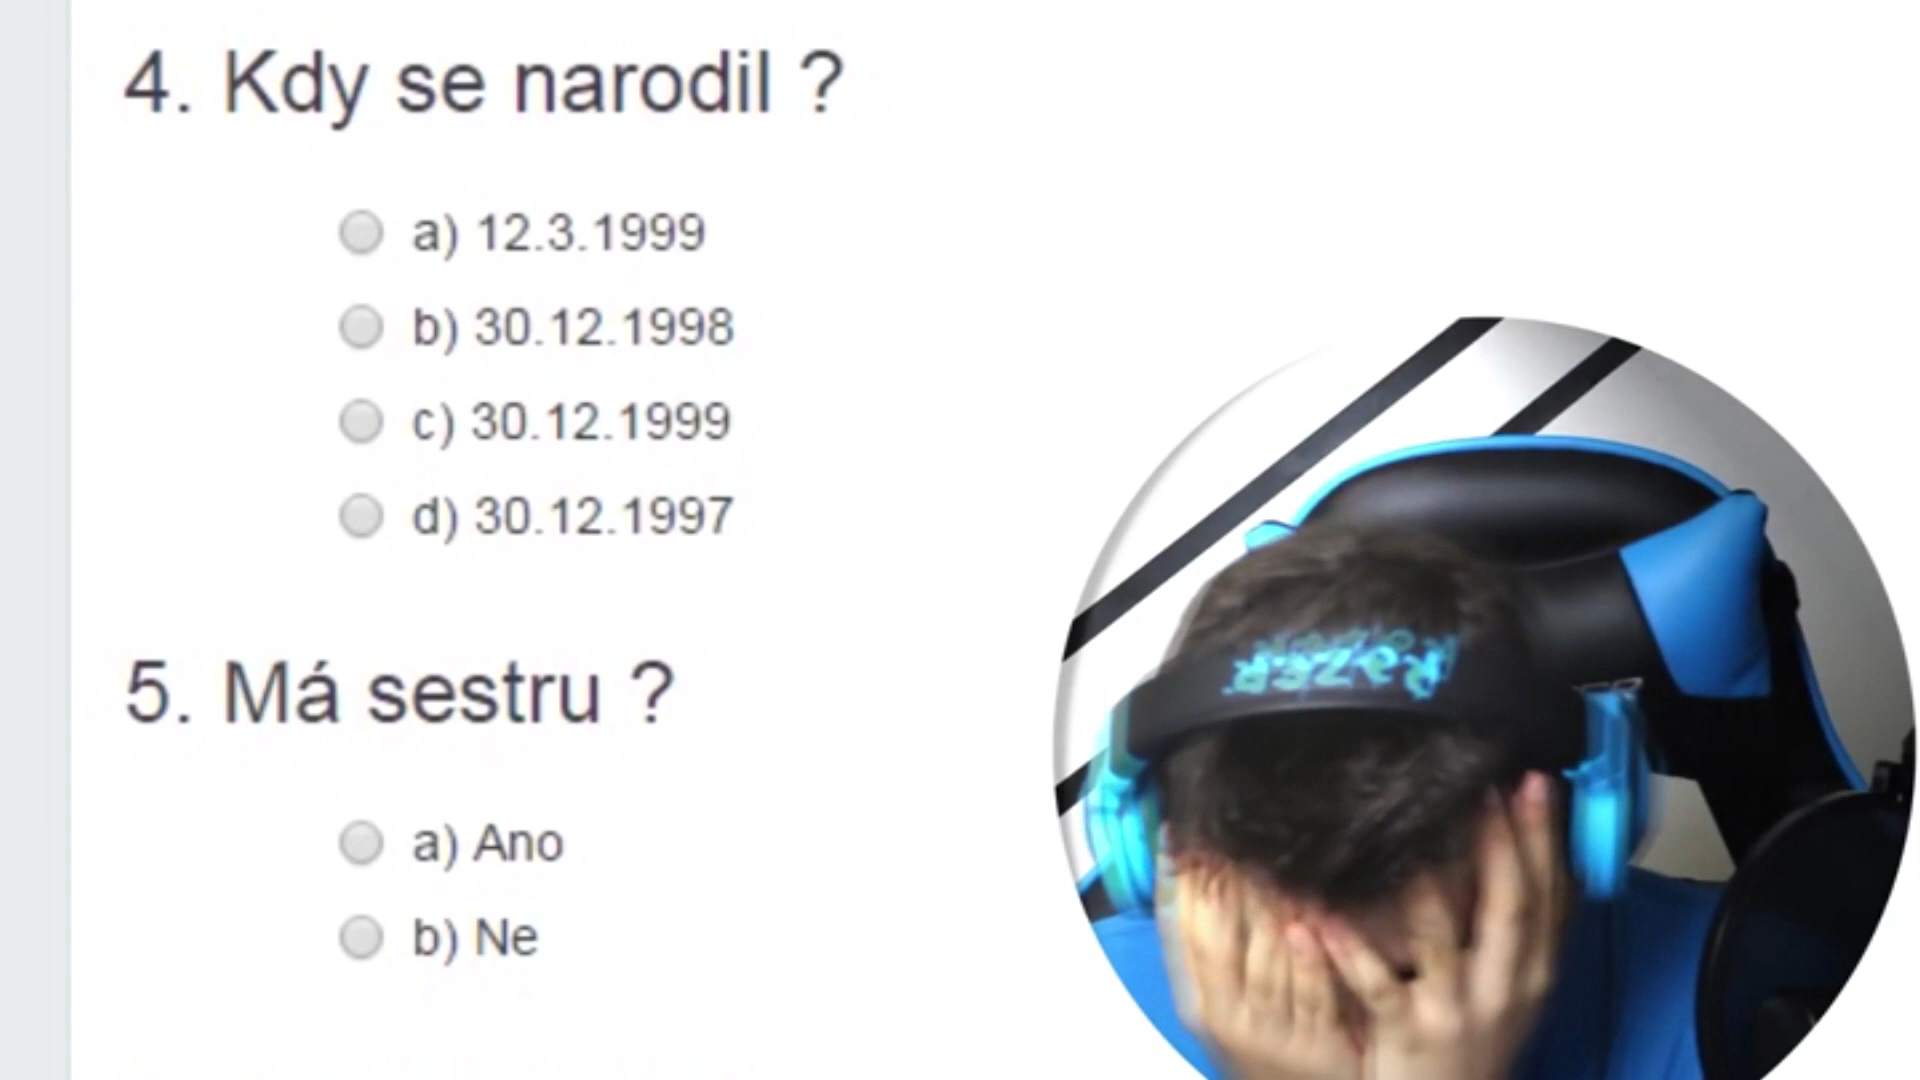 4. Kdy se narodil ?
a) 12.3.1999
b) 30.12.1998
c) 30.12.1999
d) 30.12.1997
5. Má sestru ?
a) Ano
b) Ne
RAZER